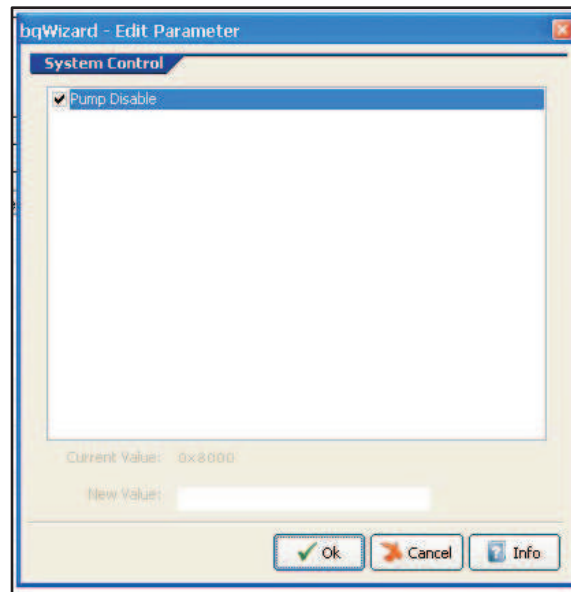 bqWizard - Edit Parameter
System Control
Pump Disable
Current Value: 0x8000
New Value:
Ok Cancel Info